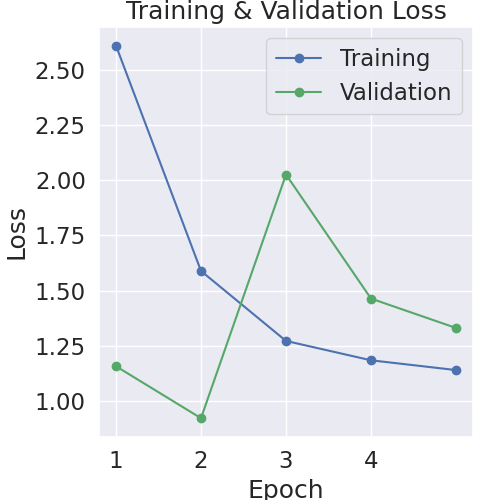 Training & Validation Loss
Training
Validation
Loss
2.50
2.25
2.00
1.75
1.50
1.25
1.00
1 2 3 4
Epoch